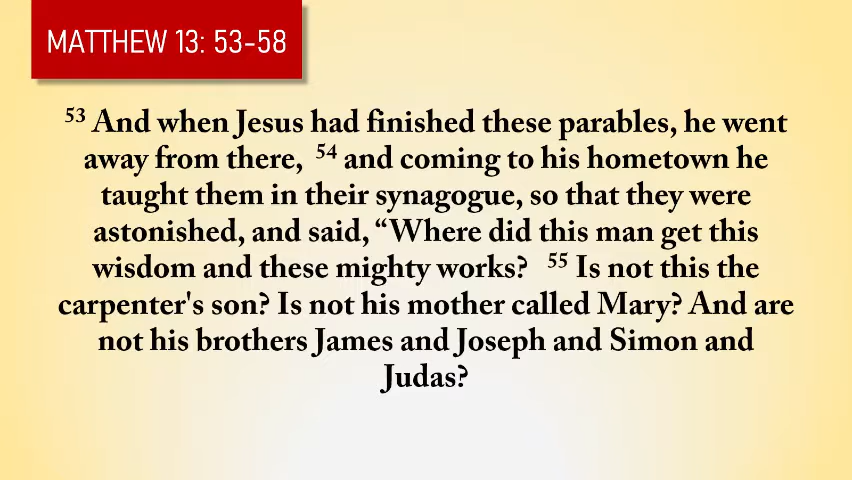 MATTHEW 13: 53-58
53 And when Jesus had finished these parables, he went
away from there, 54 and coming to his hometown he
taught them in their synagogue, so that they were
astonished, and said, “Where did this man get this
wisdom and these mighty works? 55 Is not this the
carpenter's son? Is not his mother called Mary? And are
not his brothers James and Joseph and Simon and
Judas?